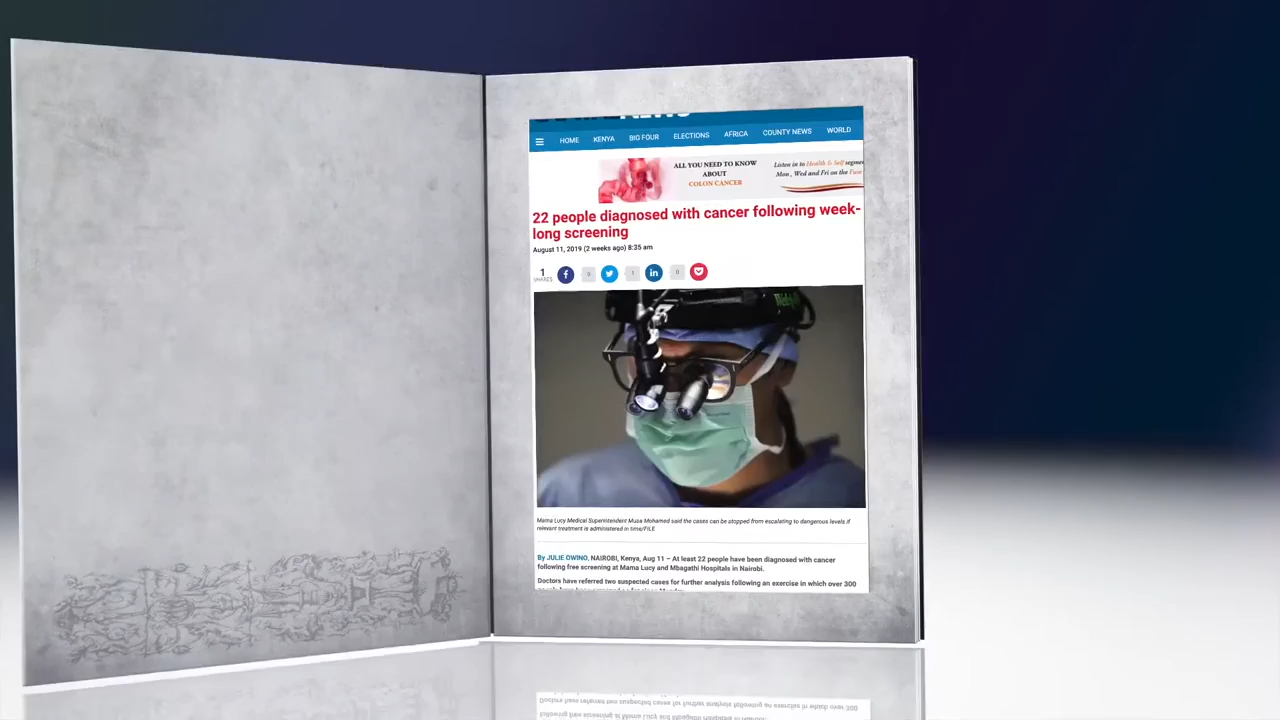 NEWS
HOME KENYA BIG FOUR ELECTIONS AFRICA COUNTY NEWS WORLD
ALL YOU NEED TO KNOW
ABOUT
COLON CANCER
Listen in to Health & Self
Mon , Wed and Fri on the
22 people diagnosed with cancer following week-
long screening
August 11, 2019 (2 weeks ago) 8:35 am
1
SHARES
0
1
0
Mama Lucy Medical Superintendent Musa Mohamed said the cases can be stopped from escalating to dangerous levels if
relevant treatment is administered in time/FILE
By JULIE OWINO, NAIROBI, Kenya, Aug 11 – At least 22 people have been diagnosed with cancer
following free screening at Mama Lucy and Mbagathi Hospitals in Nairobi.
Doctors have referred two suspected cases for further analysis following an exercise in which over 300